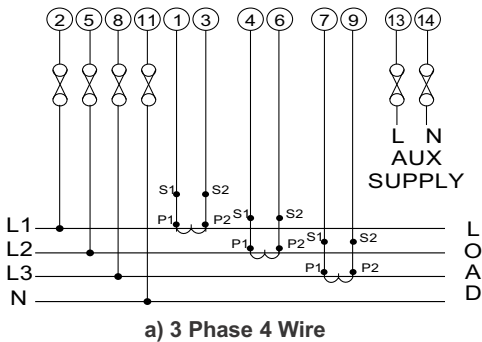 2 5 8 11 1 3 4 6 7 9 13 14
L N
AUX
SUPPLY
S1 S2
S1 S2
P1 P2
L1
L
S1 S2
P1 P2
L2
O
P1 P2
L3
A
N
D
a) 3 Phase 4 Wire